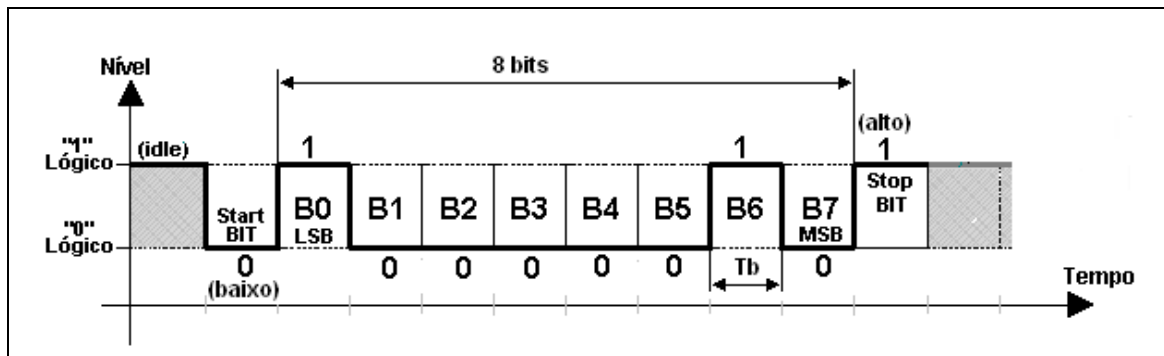 Nível
8 bits
"1"
Lógico
(idle)
1
1
(alto)
1
Start
BIT
B0
LSB
B1
B2
B3
B4
B5
B6
B7
MSB
Stop
BIT
"0"
Lógico
0
(baixo)
0
0
0
0
0
Tb
0
Tempo